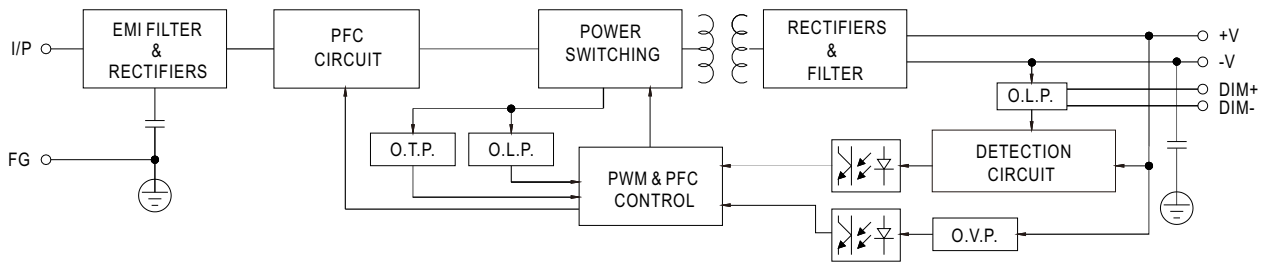 I/P
EMI FILTER
&
RECTIFIERS
PFC
CIRCUIT
POWER
SWITCHING
RECTIFIERS
&
FILTER
+V
-V
DIM+
DIM-
O.L.P.
FG
O.T.P.
O.L.P.
PWM & PFC
CONTROL
DETECTION
CIRCUIT
O.V.P.